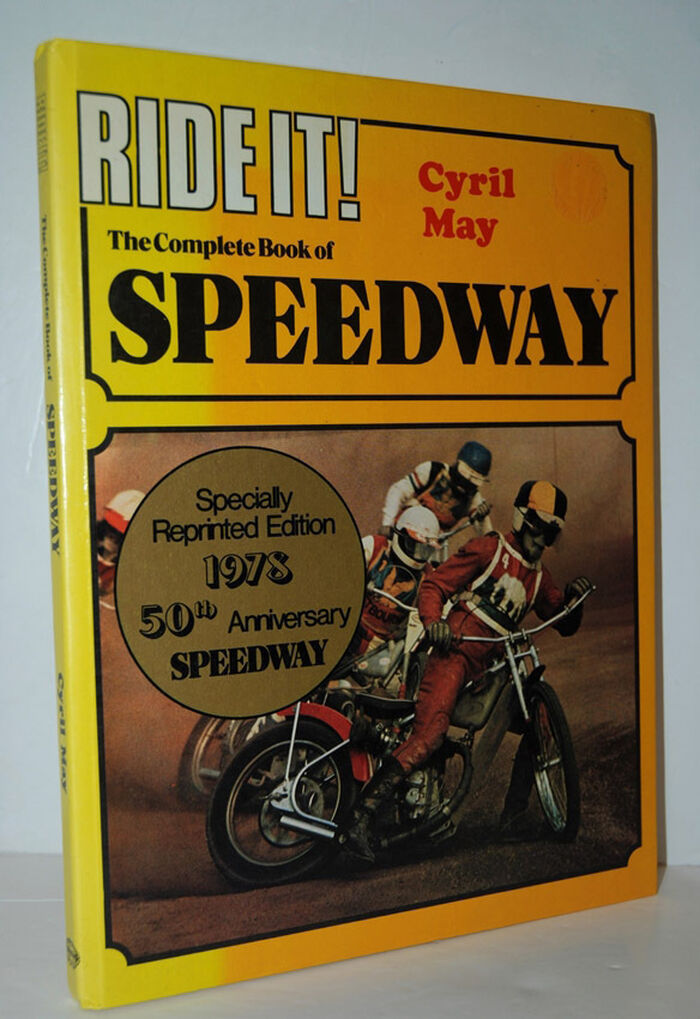 RIDE IT!
Cyril
May
The Complete Book of
SPEEDWAY
Specially
Reprinted Edition
1978
50th Anniversary
SPEEDWAY
The Complete Book of
SPEEDWAY
Cyril May